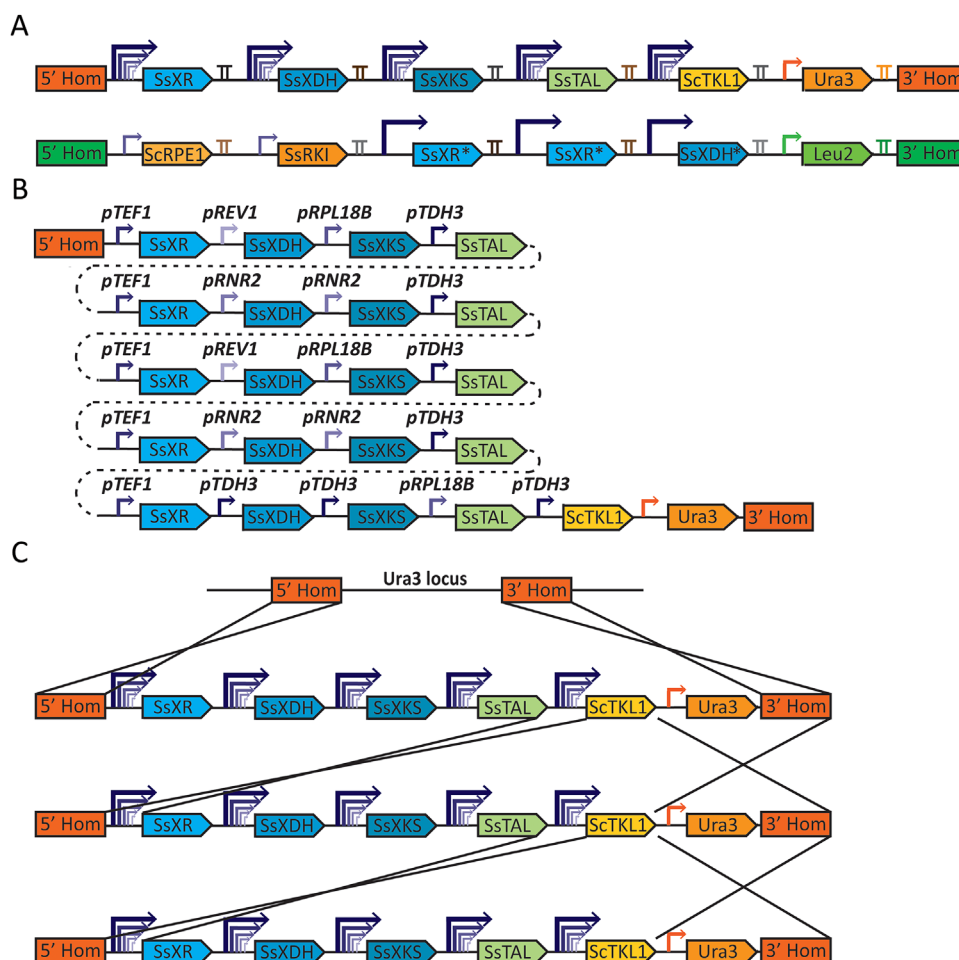 A
5' Hom SsXR SsXDH SsXKS SsTAL ScTKL1 Ura3 3' Hom
5' Hom ScRPE1 SsRKI SsXR* SsXR* SsXDH* Leu2 3' Hom
B
pTEF1 pREV1 pRPL18B pTDH3
5' Hom SsXR SsXDH SsXKS SsTAL
pTEF1 pRNR2 pRNR2 pTDH3
SsXR SsXDH SsXKS SsTAL
pTEF1 pREV1 pRPL18B pTDH3
SsXR SsXDH SsXKS SsTAL
pTEF1 pRNR2 pRNR2 pTDH3
SsXR SsXDH SsXKS SsTAL
pTEF1 pTDH3 pTDH3 pRPL18B pTDH3
SsXR SsXDH SsXKS SsTAL ScTKL1 Ura3 3' Hom
C
5' Hom Ura3 locus 3' Hom
5' Hom SsXR SsXDH SsXKS SsTAL ScTKL1 Ura3 3' Hom
5' Hom SsXR SsXDH SsXKS SsTAL ScTKL1 Ura3 3' Hom
5' Hom SsXR SsXDH SsXKS SsTAL ScTKL1 Ura3 3' Hom